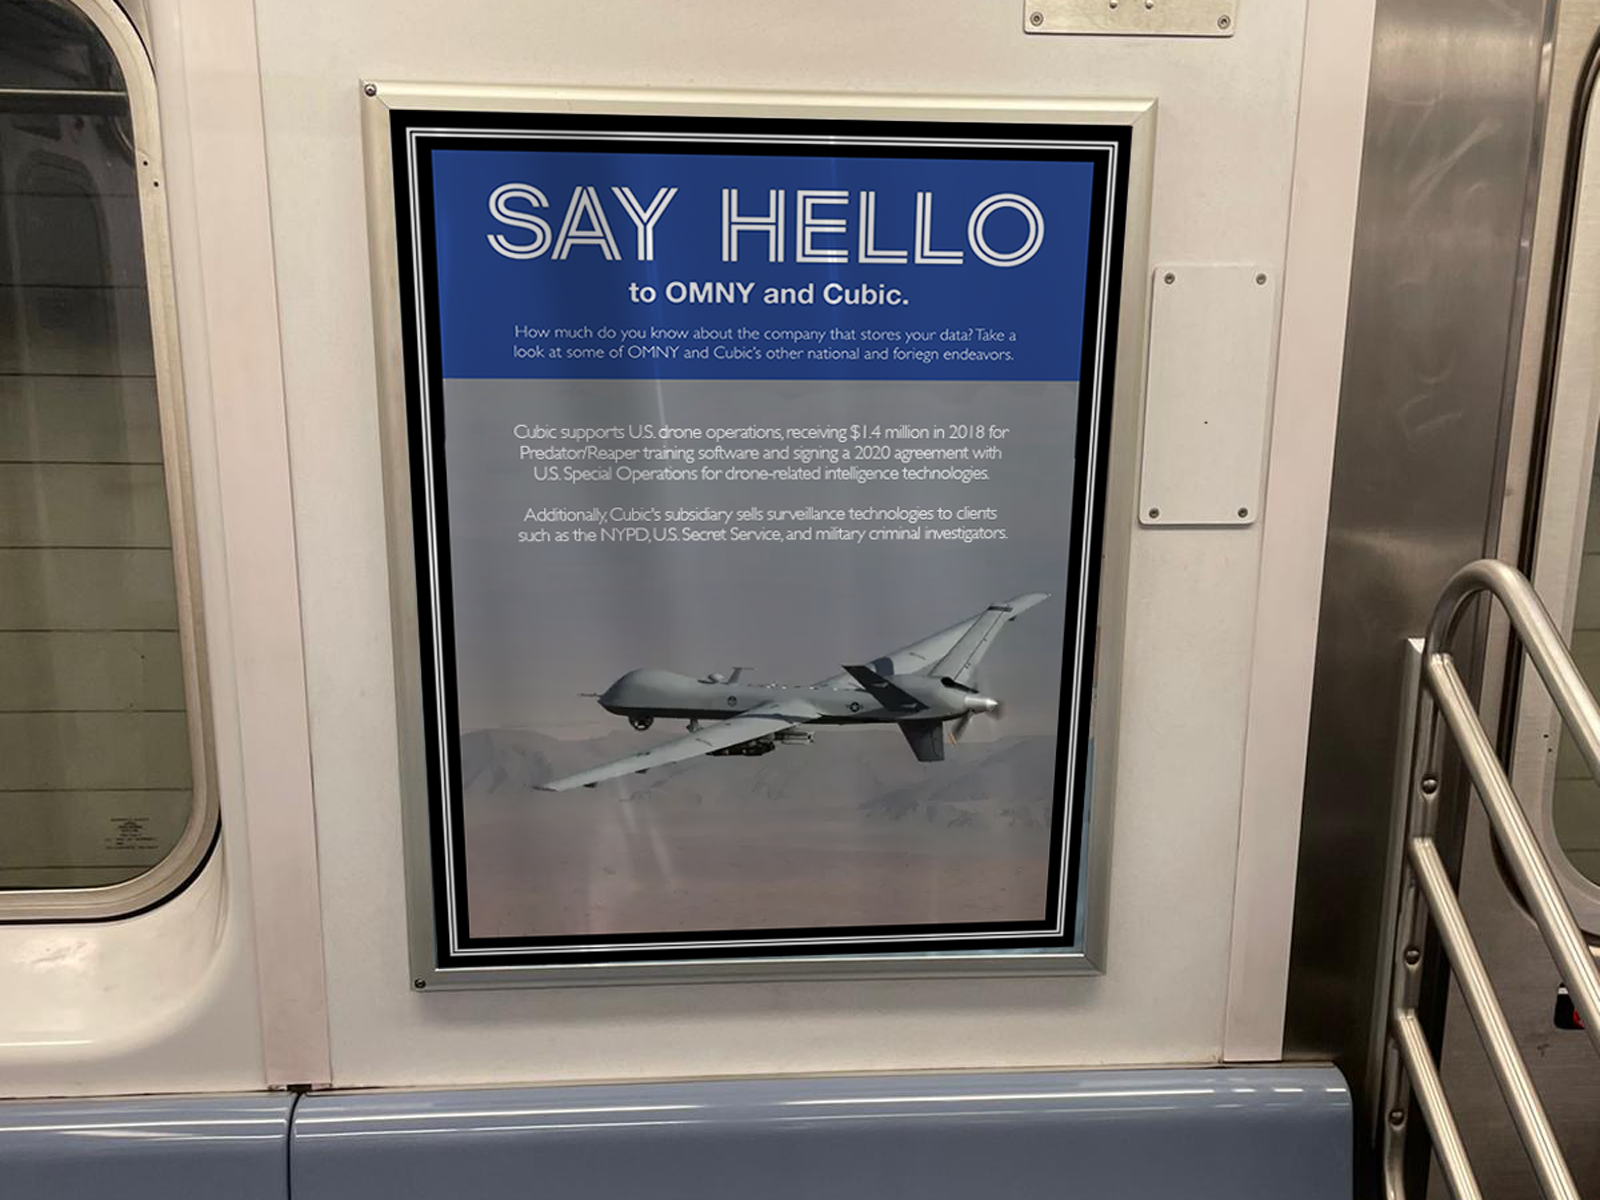 SAY HELLO
to OMNY and Cubic.
How much do you know about the company that stores your data? Take a
look at some of OMNY and Cubic's other national and foriegn endeavors.
Cubic supports U.S. drone operations, receiving $1.4 million in 2018 for
Predator/Reaper training software and signing a 2020 agreement with
U.S. Special Operations for drone-related intelligence technologies.
Additionally, Cubic's subsidiary sells surveillance technologies to clients
such as the NYPD, U.S. Secret Service, and military criminal investigators.